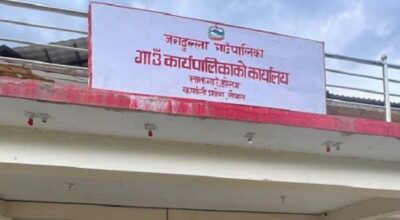 जगदुल्ला गाउँपालिका
गाउँ कार्यपालिकाको कार्यालय
कर्णाली प्रदेश, नेपाल